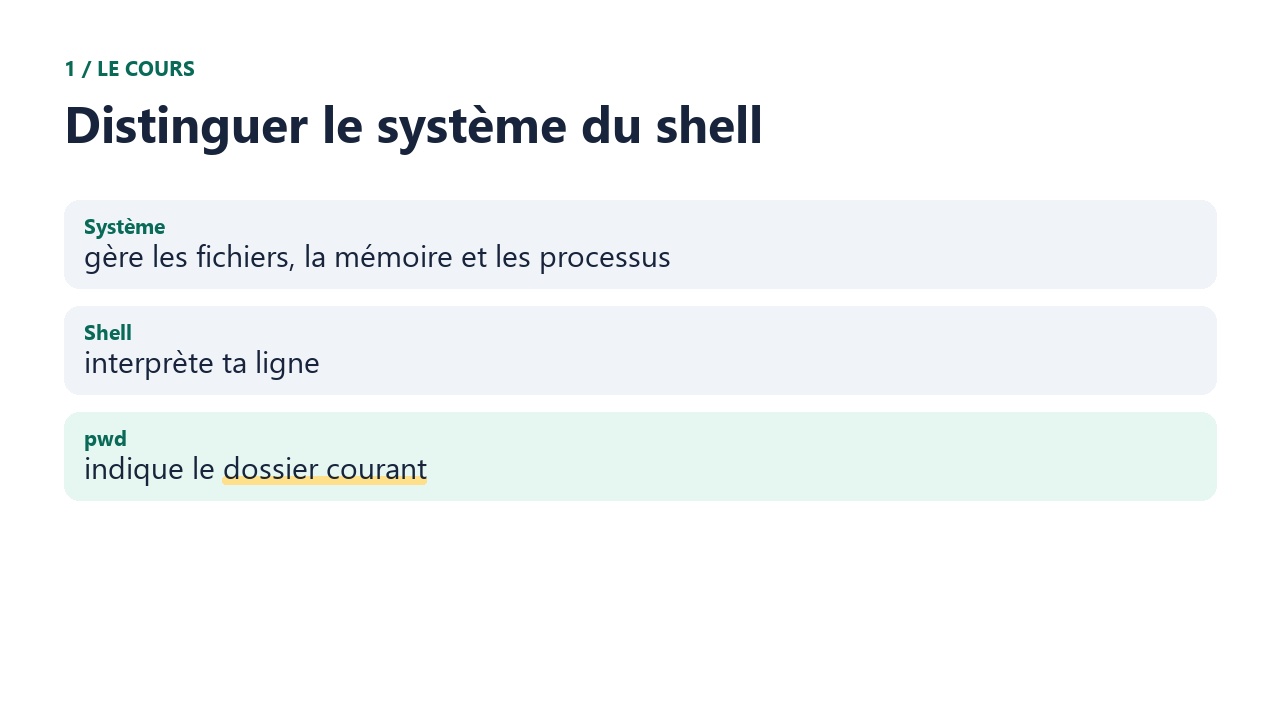 1 / LE COURS
Distinguer le système du shell
Système
gère les fichiers, la mémoire et les processus
Shell
interprète ta ligne
pwd
indique le dossier courant